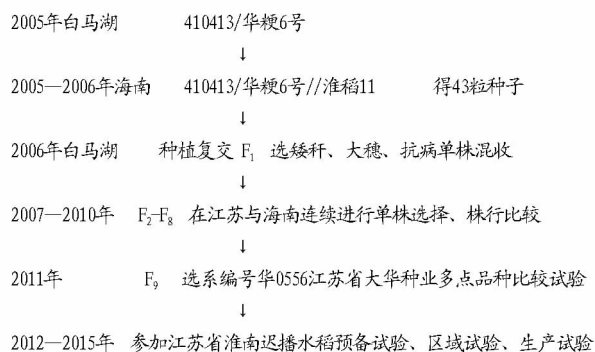 2005年白马湖 410413/华粳6号
↓
2005—2006年海南 410413/华粳6号//淮稻11 得43粒种子
↓
2006年白马湖 种植复交 F₁ 选矮秆、大穗、抗病单株混收
↓
2007—2010年 F₂-F₈ 在江苏与海南连续进行单株选择、株行比较
↓
2011年 F₉ 选系编号华0556江苏省大华种业多点品种比较试验
↓
2012—2015年 参加江苏省淮南迟播水稻预备试验、区域试验、生产试验